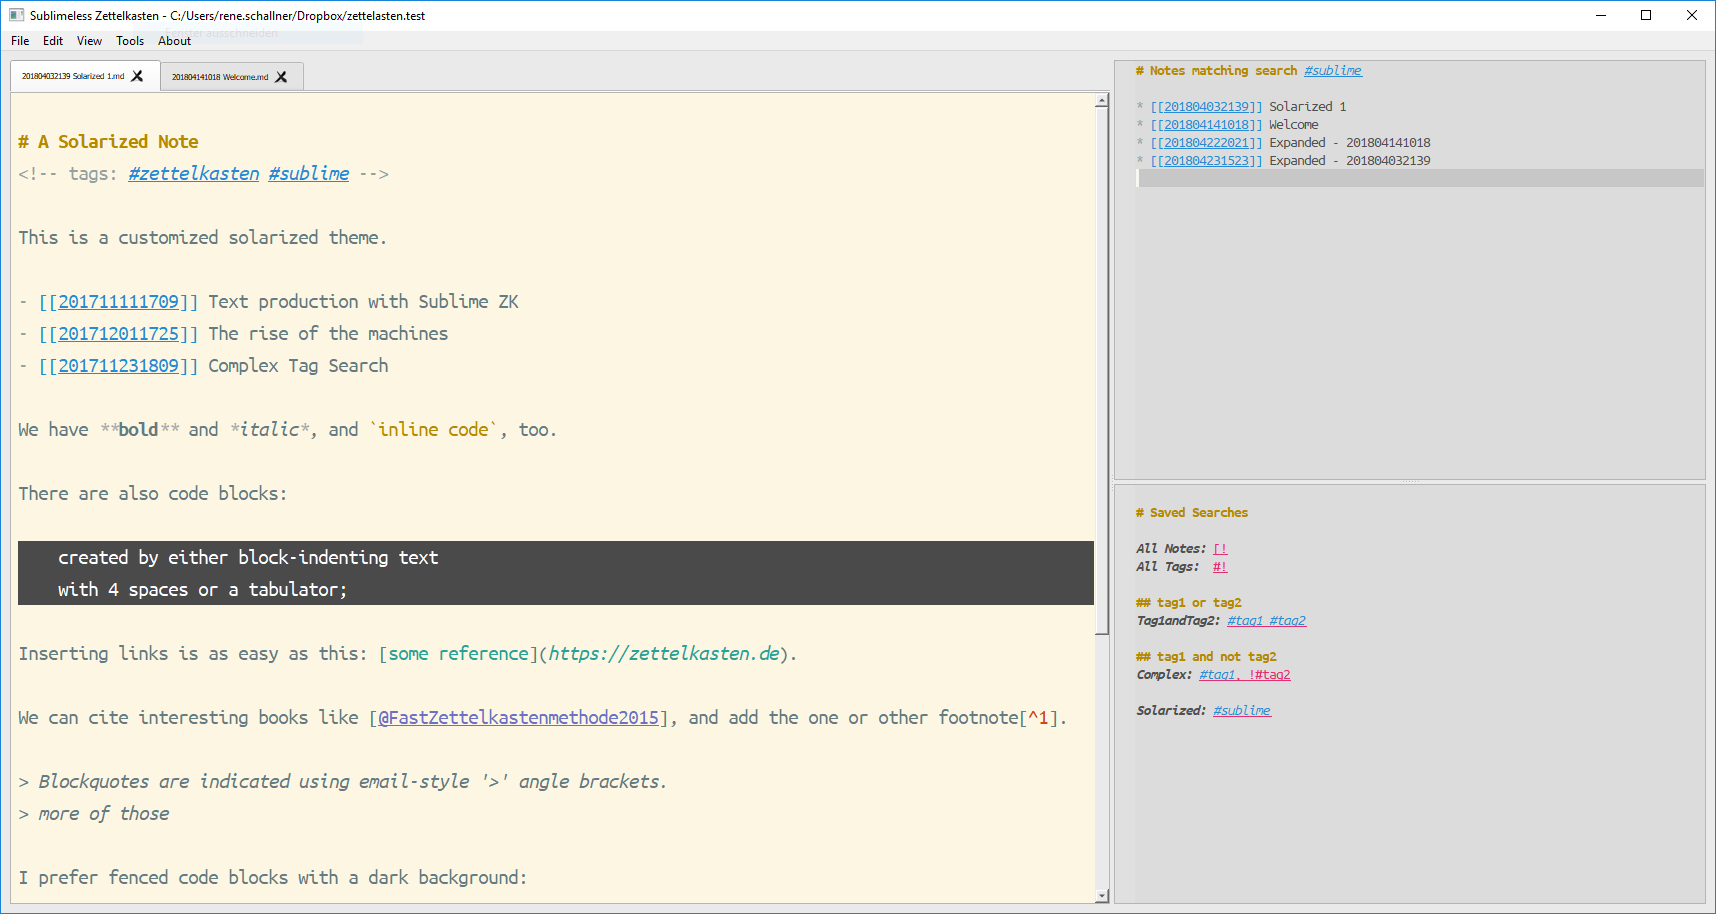 Sublimeless Zettelkasten - C:/Users/rene.schallner/Dropbox/zettelasten.test
Fenster ausschneiden
File Edit View Tools About
201804032139 Solarized 1.md
201804141018 Welcome.md
# A Solarized Note
<!-- tags: #zettelkasten #sublime -->
This is a customized solarized theme.
- [[201711111709]] Text production with Sublime ZK
- [[201712011725]] The rise of the machines
- [[201711231809]] Complex Tag Search
We have **bold** and *italic*, and `inline code`, too.
There are also code blocks:
created by either block-indenting text
with 4 spaces or a tabulator;
Inserting links is as easy as this: [some reference](https://zettelkasten.de).
We can cite interesting books like [@FastZettelkastenmethode2015], and add the one or other footnote[^1].
> Blockquotes are indicated using email-style '>' angle brackets.
> more of those
I prefer fenced code blocks with a dark background:
# Notes matching search #sublime
* [[201804032139]] Solarized 1
* [[201804141018]] Welcome
* [[201804222021]] Expanded - 201804141018
* [[201804231523]] Expanded - 201804032139
# Saved Searches
All Notes: [!
All Tags: #!
## tag1 or tag2
Tag1andTag2: #tag1 #tag2
## tag1 and not tag2
Complex: #tag1, !#tag2
Solarized: #sublime